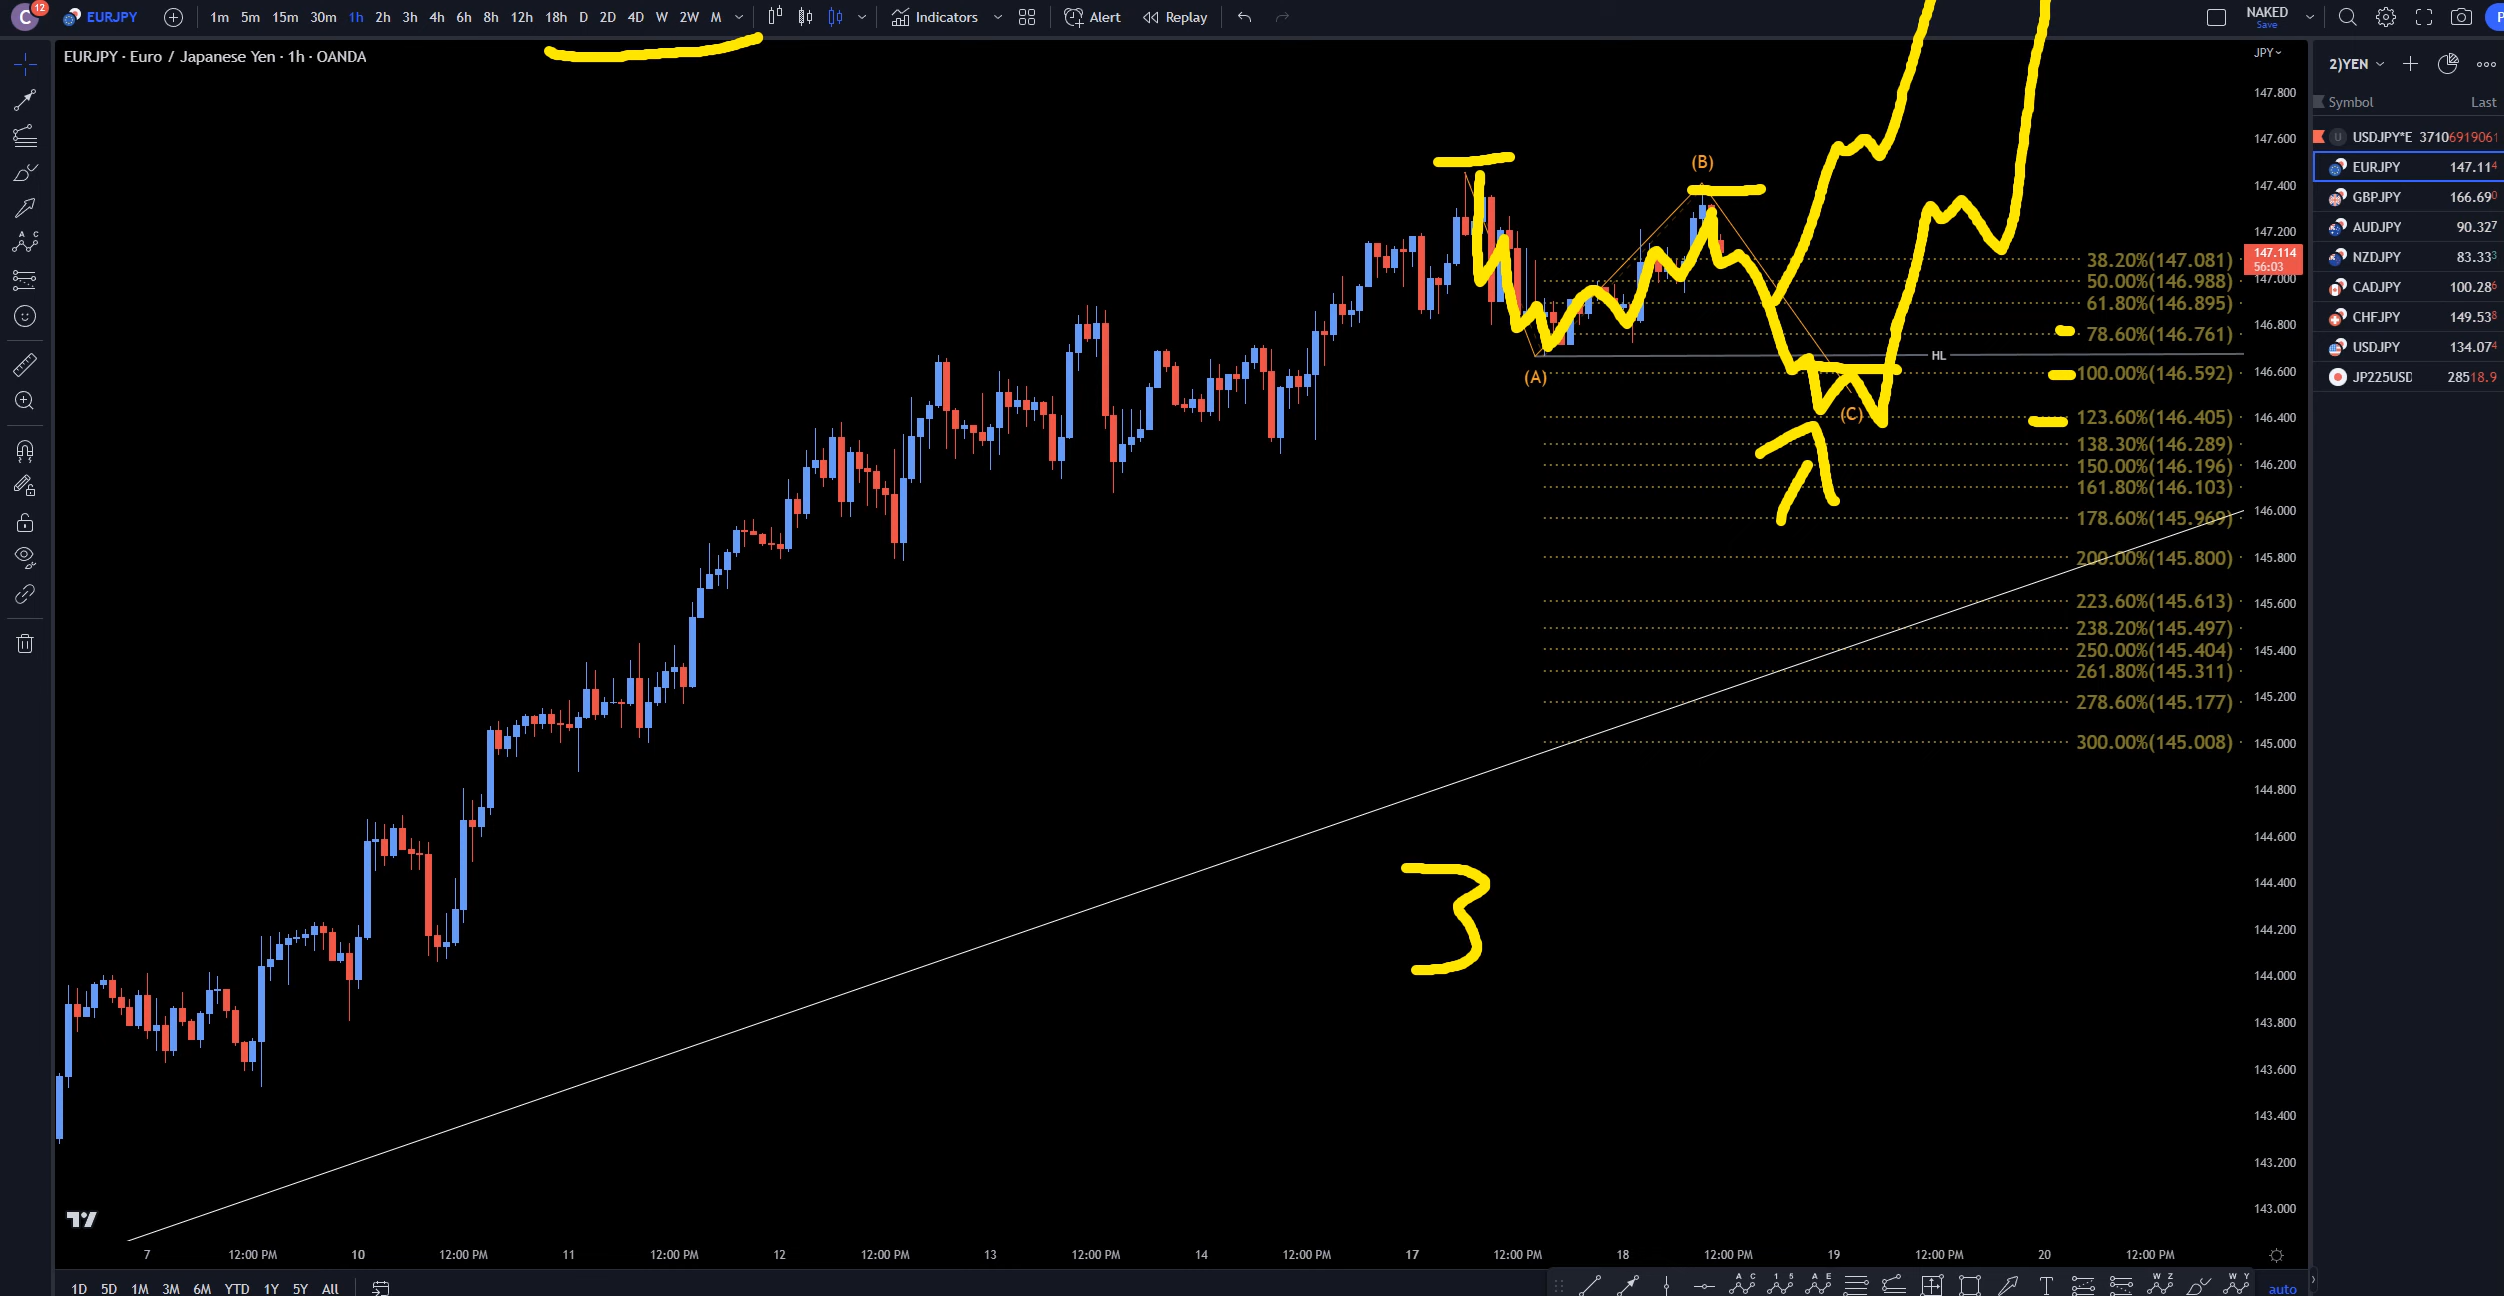 C 12 EURJPY 1m 5m 15m 30m 1h 2h 3h 4h 6h 8h 12h 18h D 2D 4D W 2W M Indicators Alert Replay NAKED
Save
EURJPY · Euro / Japanese Yen · 1h · OANDA
JPY
2)YEN
Symbol Last
147.800
147.600
147.400
147.200
147.114
56:03
147.000
146.800
146.600
146.400
146.200
146.000
145.800
145.600
145.400
145.200
145.000
144.800
144.600
144.400
144.200
144.000
143.800
143.600
143.400
143.200
143.000
USDJPY*E 37106919061
EURJPY 147.114
GBPJPY 166.690
AUDJPY 90.327
NZDJPY 83.333
CADJPY 100.286
CHFJPY 149.538
USDJPY 134.074
JP225USD 28518.9
(B)
(A)
(C)
HL
38.20%(147.081)
50.00%(146.988)
61.80%(146.895)
78.60%(146.761)
100.00%(146.592)
123.60%(146.405)
138.30%(146.289)
150.00%(146.196)
161.80%(146.103)
178.60%(145.969)
200.00%(145.800)
223.60%(145.613)
238.20%(145.497)
250.00%(145.404)
261.80%(145.311)
278.60%(145.177)
300.00%(145.008)
3
7 12:00 PM 10 12:00 PM 11 12:00 PM 12 12:00 PM 13 12:00 PM 14 12:00 PM 17 12:00 PM 18 12:00 PM 19 12:00 PM 20 12:00 PM
1D 5D 1M 3M 6M YTD 1Y 5Y All
auto